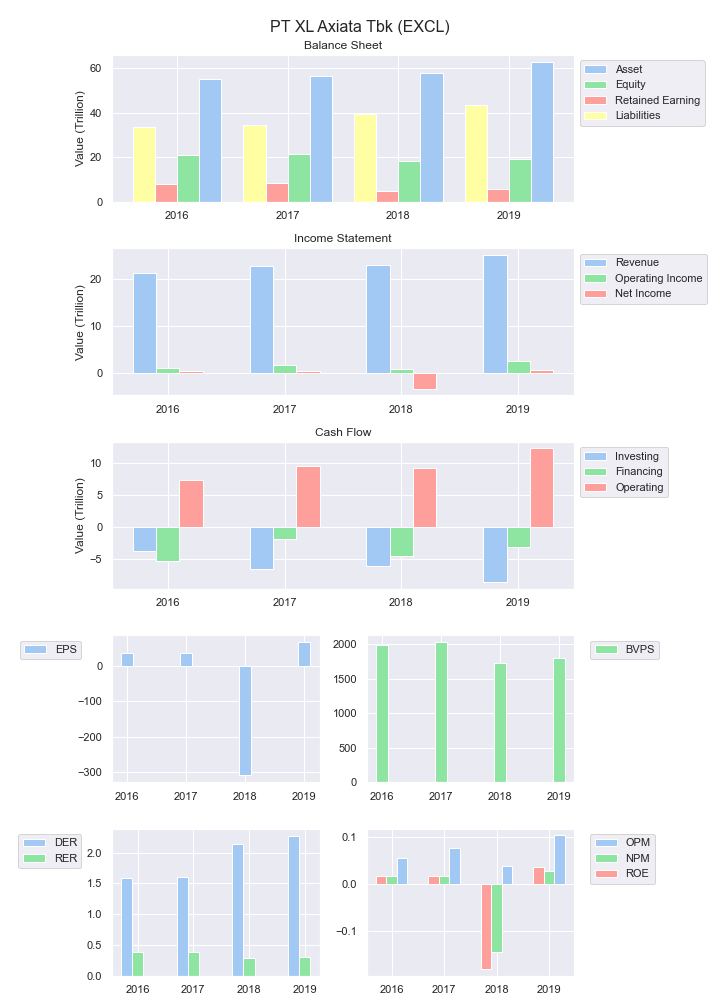 PT XL Axiata Tbk (EXCL)
Balance Sheet
Value (Trillion)
60
40
20
0
2016 2017 2018 2019
Asset
Equity
Retained Earning
Liabilities
Income Statement
Value (Trillion)
20
10
0
2016 2017 2018 2019
Revenue
Operating Income
Net Income
Cash Flow
Value (Trillion)
10
5
0
−5
2016 2017 2018 2019
Investing
Financing
Operating
EPS
0
−100
−200
−300
2016 2017 2018 2019
2000
1500
1000
500
0
2016 2017 2018 2019
BVPS
DER
RER
2.0
1.5
1.0
0.5
0.0
2016 2017 2018 2019
0.1
0.0
−0.1
2016 2017 2018 2019
OPM
NPM
ROE